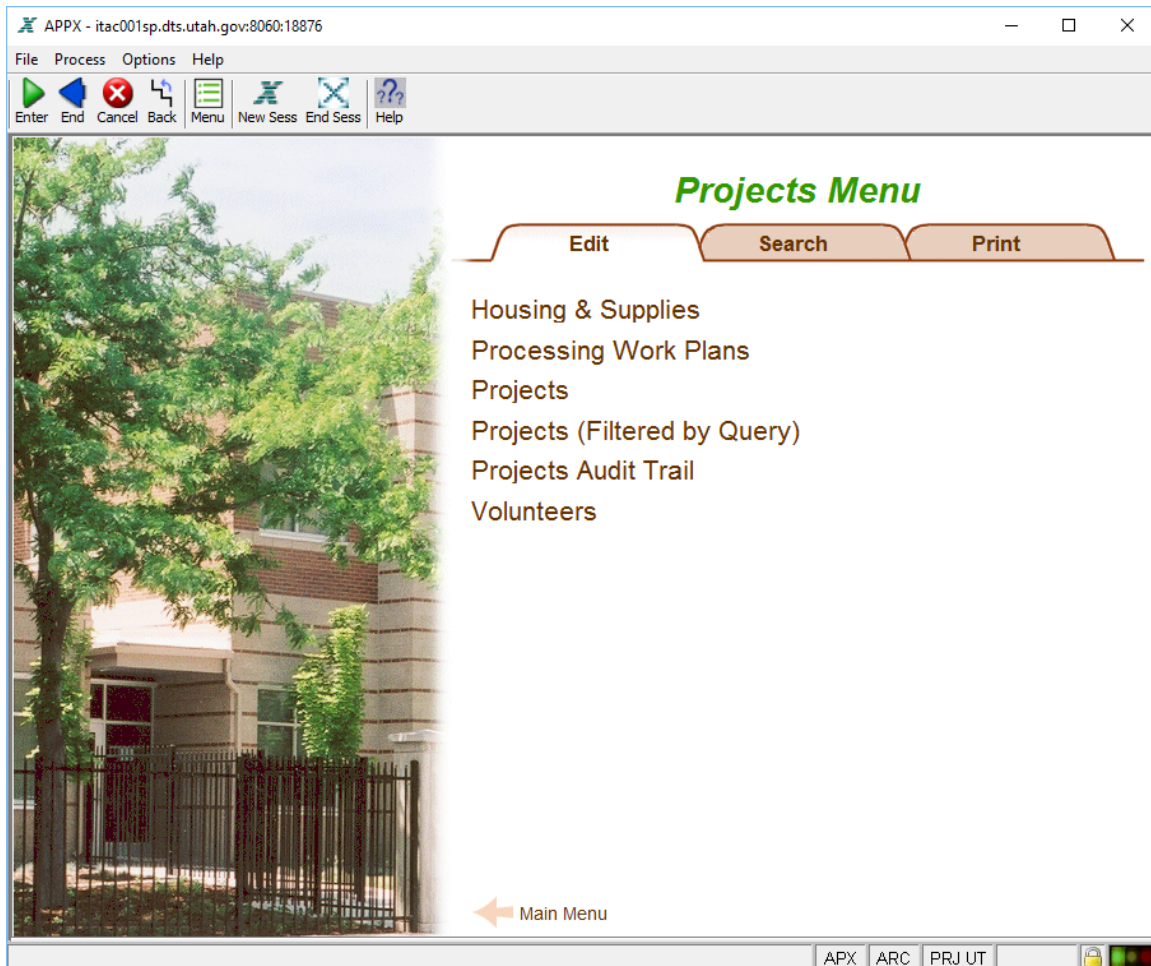 APPX - itac001sp.dts.utah.gov:8060:18876
File Process Options Help
Enter End Cancel Back Menu New Sess End Sess Help
Projects Menu
Edit Search Print
Housing & Supplies
Processing Work Plans
Projects
Projects (Filtered by Query)
Projects Audit Trail
Volunteers
Main Menu
APX ARC PRJ UT